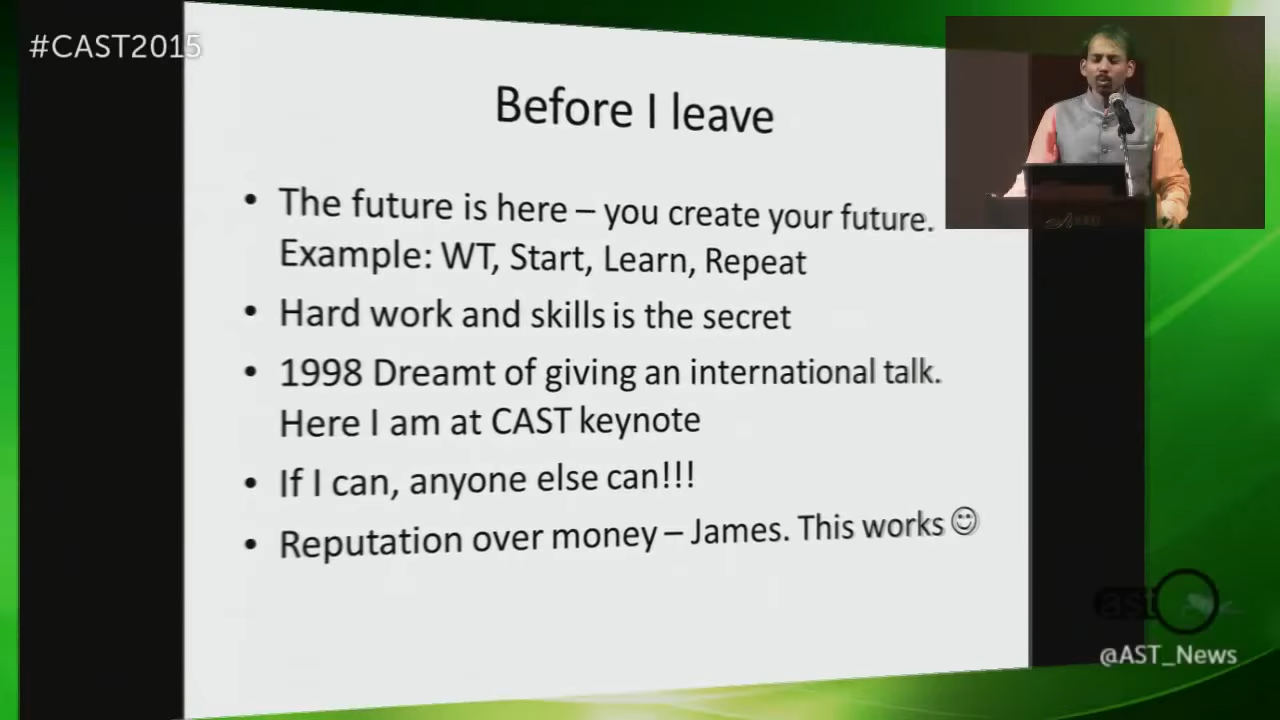 #CAST2015
Before I leave
• The future is here – you create your future.
Example: WT, Start, Learn, Repeat
• Hard work and skills is the secret
• 1998 Dreamt of giving an international talk.
Here I am at CAST keynote
• If I can, anyone else can!!!
• Reputation over money – James. This works ☺
ast
@AST_News